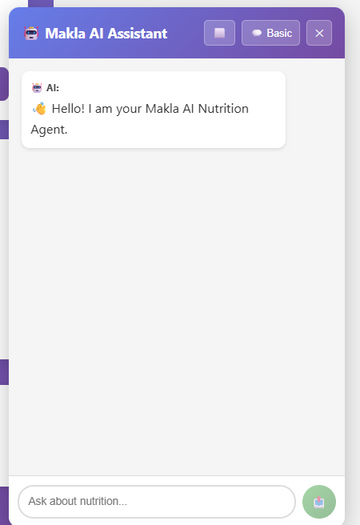 Makla AI Assistant
Basic
×
AI:
Hello! I am your Makla AI Nutrition
Agent.
Ask about nutrition...